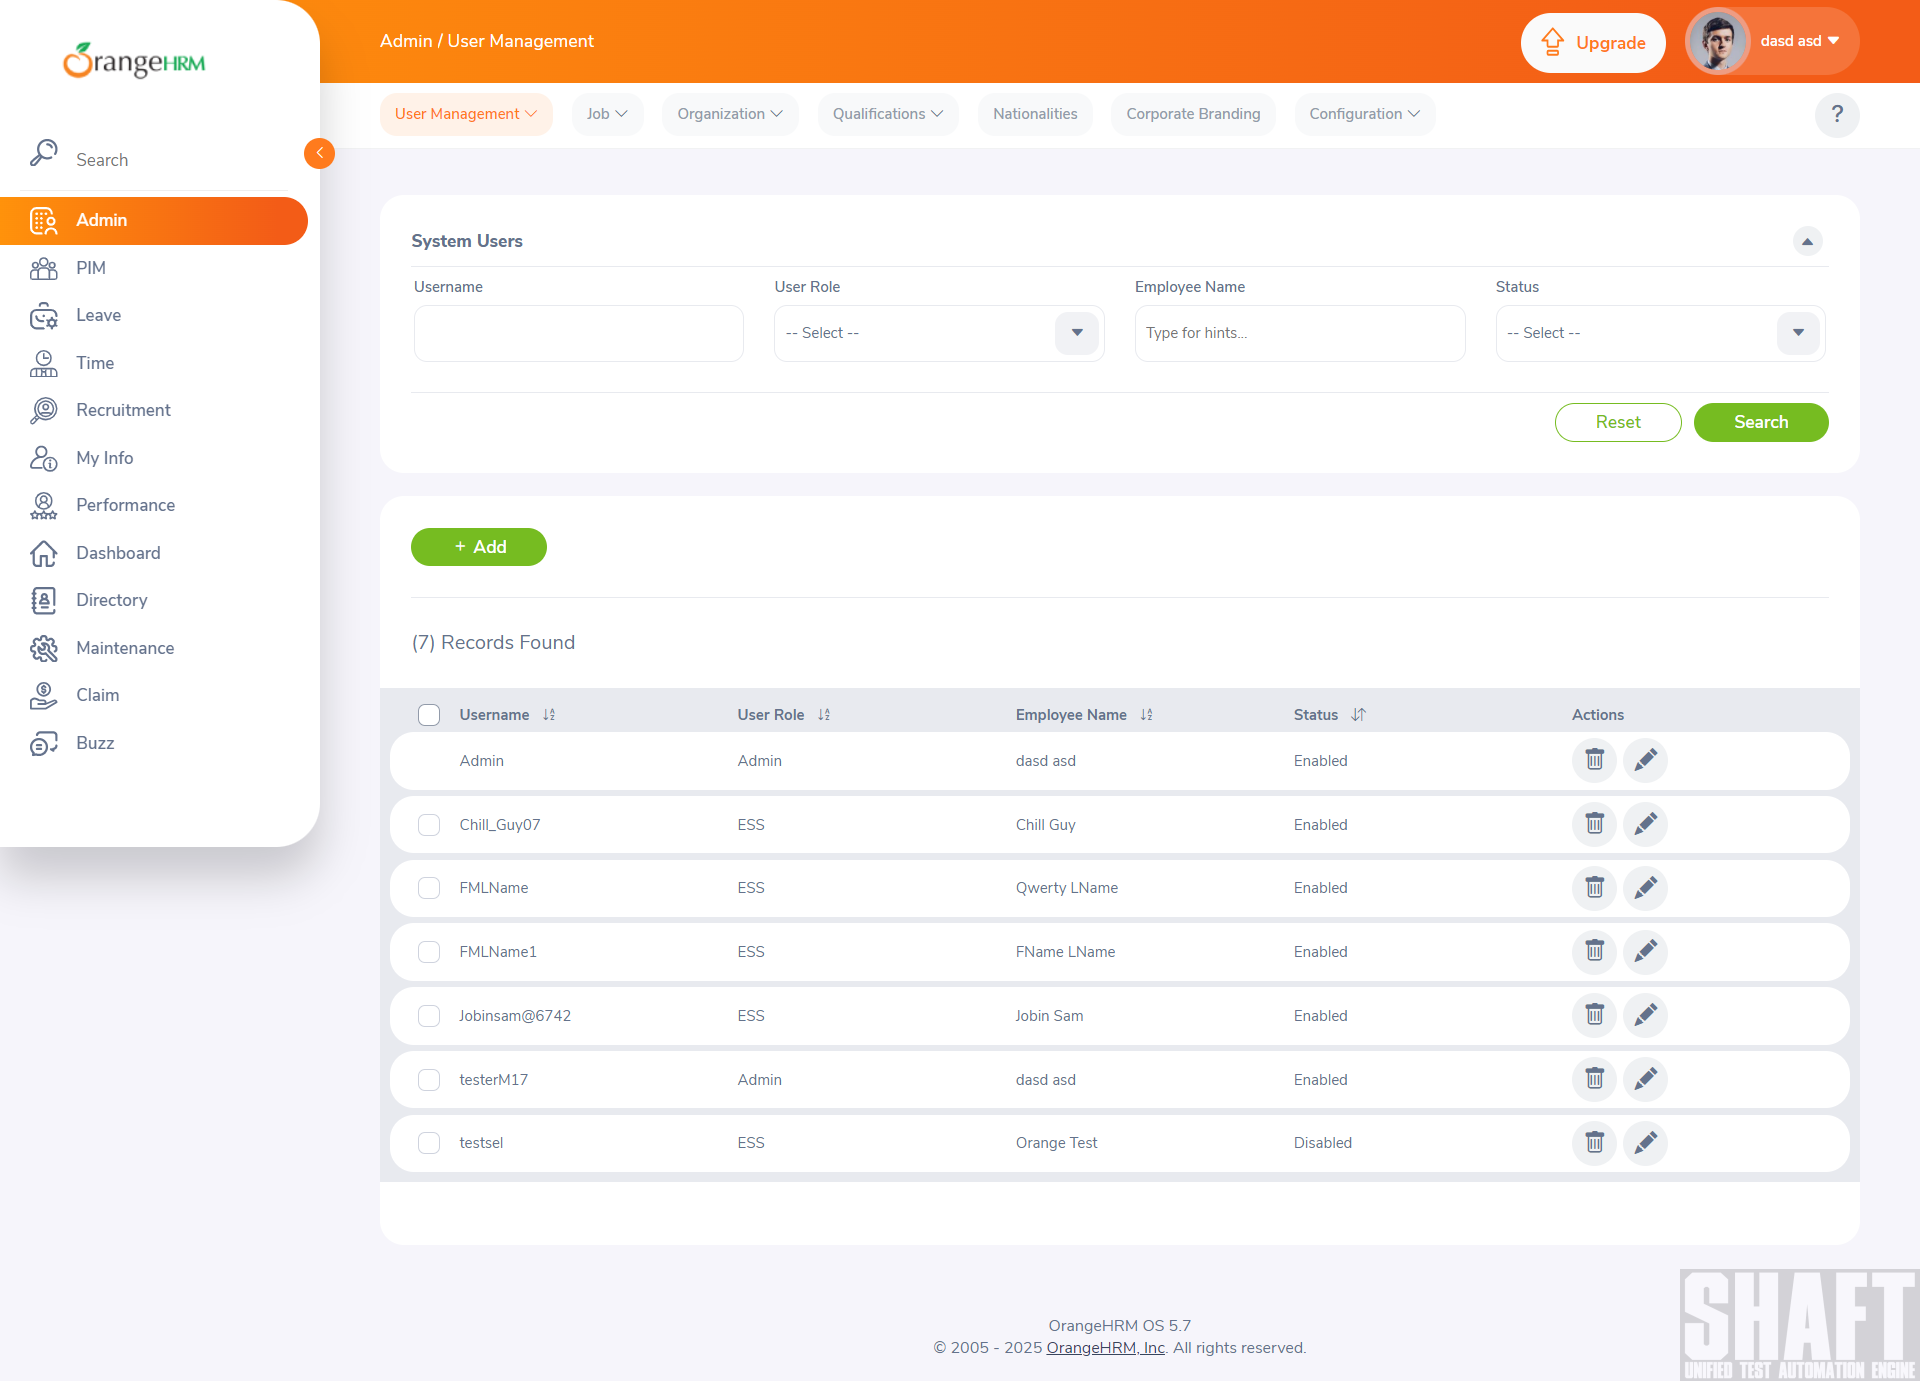 OrangeHRM
Search
Admin
PIM
Leave
Time
Recruitment
My Info
Performance
Dashboard
Directory
Maintenance
Claim
Buzz
Admin / User Management
Upgrade
dasd asd
User Management
Job
Organization
Qualifications
Nationalities
Corporate Branding
Configuration
?
System Users
Username
User Role
Employee Name
Status
-- Select --
Type for hints...
-- Select --
Reset
Search
+ Add
(7) Records Found
Username User Role Employee Name Status Actions
Admin Admin dasd asd Enabled
Chill_Guy07 ESS Chill Guy Enabled
FMLName ESS Qwerty LName Enabled
FMLName1 ESS FName LName Enabled
Jobinsam@6742 ESS Jobin Sam Enabled
testerM17 Admin dasd asd Enabled
testsel ESS Orange Test Disabled
OrangeHRM OS 5.7
© 2005 - 2025 OrangeHRM, Inc. All rights reserved.
SHAFT
UNIFIED TEST AUTOMATION ENGINE